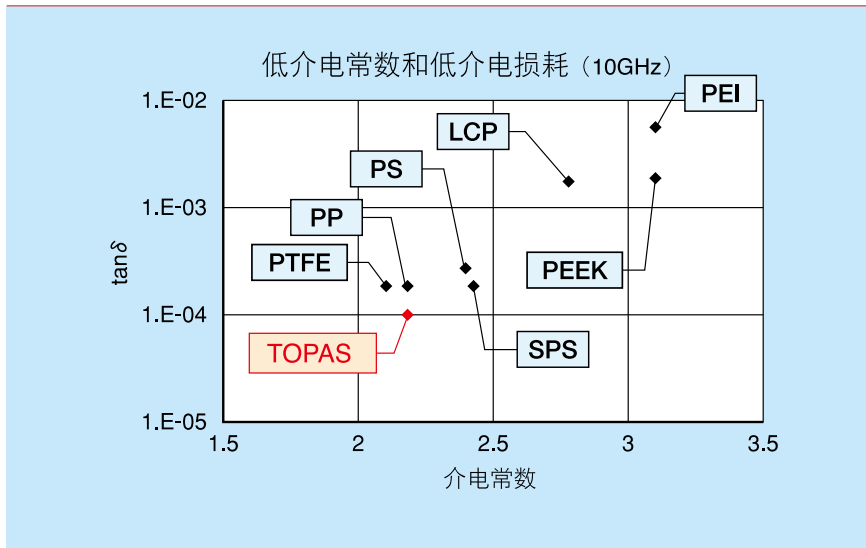 低介电常数和低介电损耗（10GHz）
1.E-02
1.E-03
1.E-04
1.E-05
tanδ
PEI
LCP
PS
PP
PTFE
PEEK
TOPAS
SPS
1.5
2
2.5
3
3.5
介电常数